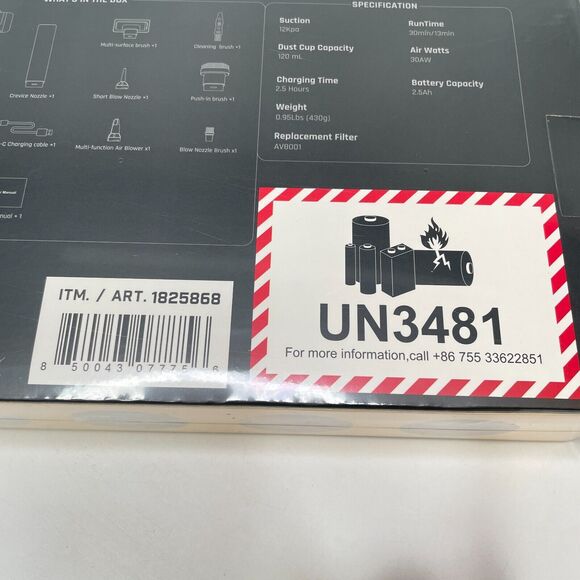 WHAT'S IN THE BOX
Multi-surface brush ×1
Cleaning brush×1
Crevice Nozzle ×1
Short Blow Nozzle ×1
Push-in brush×1
-C Charging cable ×1
Multi-function Air Blower x1
Blow Nozzle Brush×1
Manual
nual × 1
SPECIFICATION
Suction
12Kpa
RunTime
30min/13min
Dust Cup Capacity
120 mL
Air Watts
30AW
Charging Time
2.5 Hours
Battery Capacity
2.5Ah
Weight
0.95Lbs (430g)
Replacement Filter
AV8001
ITM. / ART. 1825868
8 50043 07775 6
UN3481
For more information,call +86 755 33622851